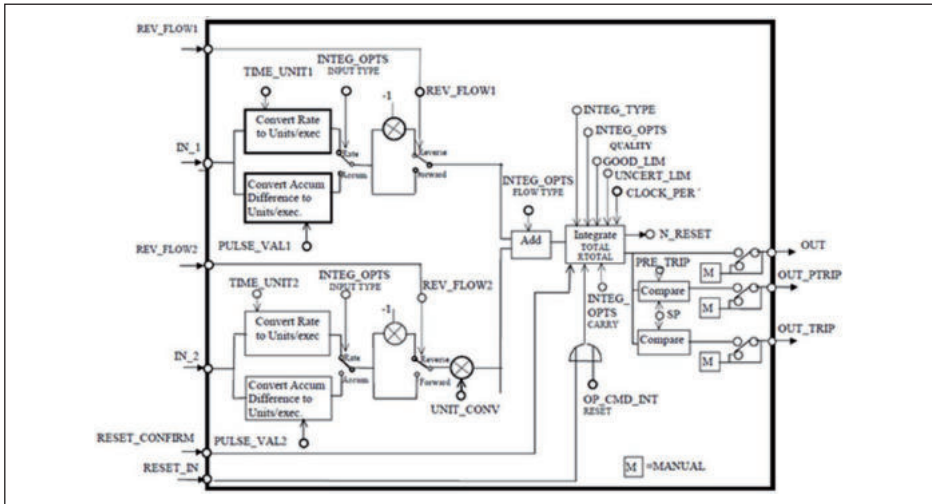 REV_FLOW1
TIME_UNIT1
INTEG_OPTS
INPUT TYPE
-1
REV_FLOW1
INTEG_TYPE
Convert Rate
to Units/exec
INTEG_OPTS
QUALITY
IN_1
Rate
Reverse
GOOD_LIM
Accum
Forward
INTEG_OPTS
FLOW TYPE
UNCERT_LIM
Convert Accum
Difference to
Units/exec.
CLOCK_PER
PULSE_VAL1
Add
Integrate
TOTAL
RTOTAL
N_RESET
REV_FLOW2
OUT
TIME_UNIT2
INTEG_OPTS
INPUT TYPE
REV_FLOW2
PRE_TRIP
M
OUT_PTRIP
-1
Compare
M
Convert Rate
to Units/exec
INTEG_
OPTS
CARRY
SP
OUT_TRIP
IN_2
Rate
Reverse
Compare
M
Accum
Forward
Convert Accum
Difference to
Units/exec.
UNIT_CONV
OP_CMD_INT
RESET
PULSE_VAL2
RESET_CONFIRM
RESET_IN
M =MANUAL